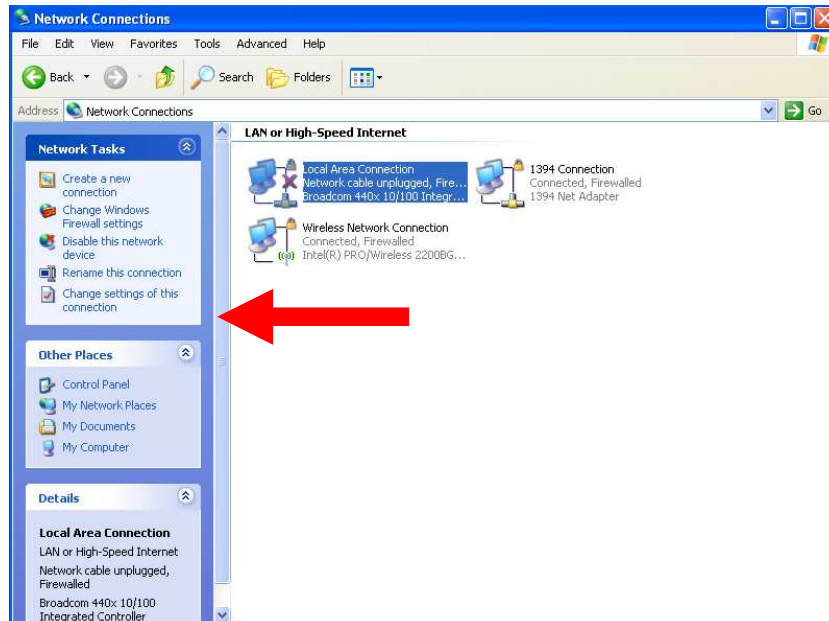 Network Connections
File Edit View Favorites Tools Advanced Help
Back Search Folders
Address Network Connections Go
Network Tasks
Create a new
connection
Change Windows
Firewall settings
Disable this network
device
Rename this connection
Change settings of this
connection
Other Places
Control Panel
My Network Places
My Documents
My Computer
Details
Local Area Connection
LAN or High-Speed Internet
Network cable unplugged,
Firewalled
Broadcom 440x 10/100
Integrated Controller
LAN or High-Speed Internet
Local Area Connection
Network cable unplugged, Fire...
Broadcom 440x 10/100 Integr...
1394 Connection
Connected, Firewalled
1394 Net Adapter
Wireless Network Connection
Connected, Firewalled
Intel(R) PRO/Wireless 2200BG...